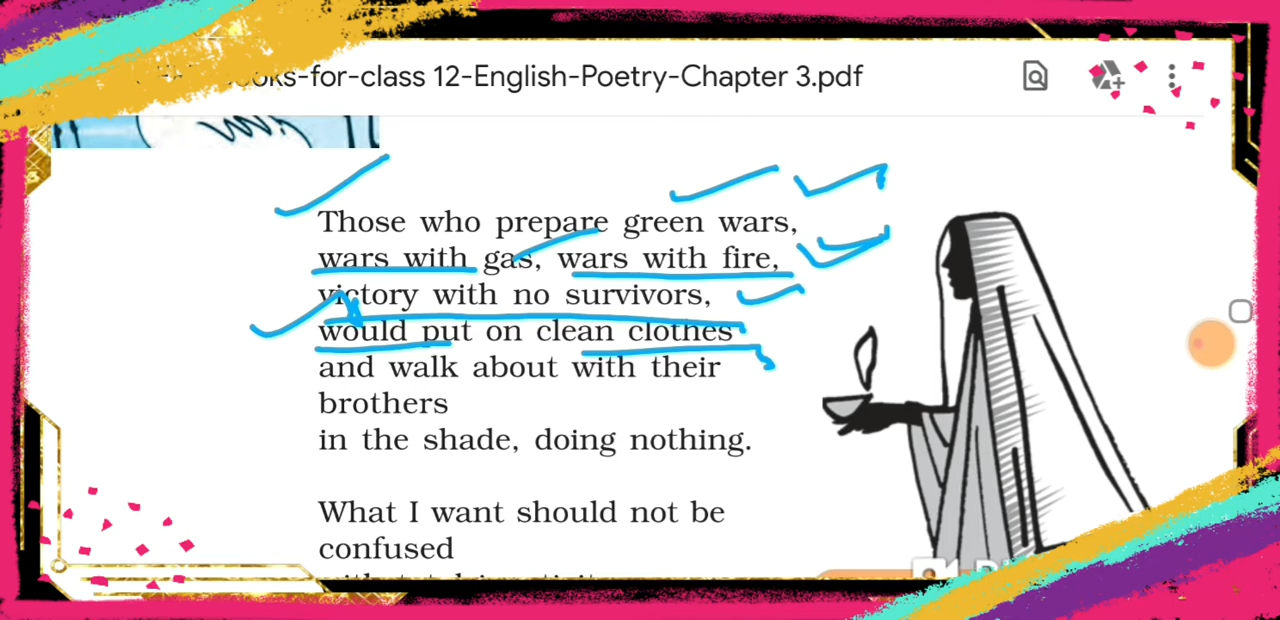 ooks-for-class 12-English-Poetry-Chapter 3.pdf
Those who prepare green wars,
wars with gas, wars with fire,
victory with no survivors,
would put on clean clothes
and walk about with their
brothers
in the shade, doing nothing.
What I want should not be
confused